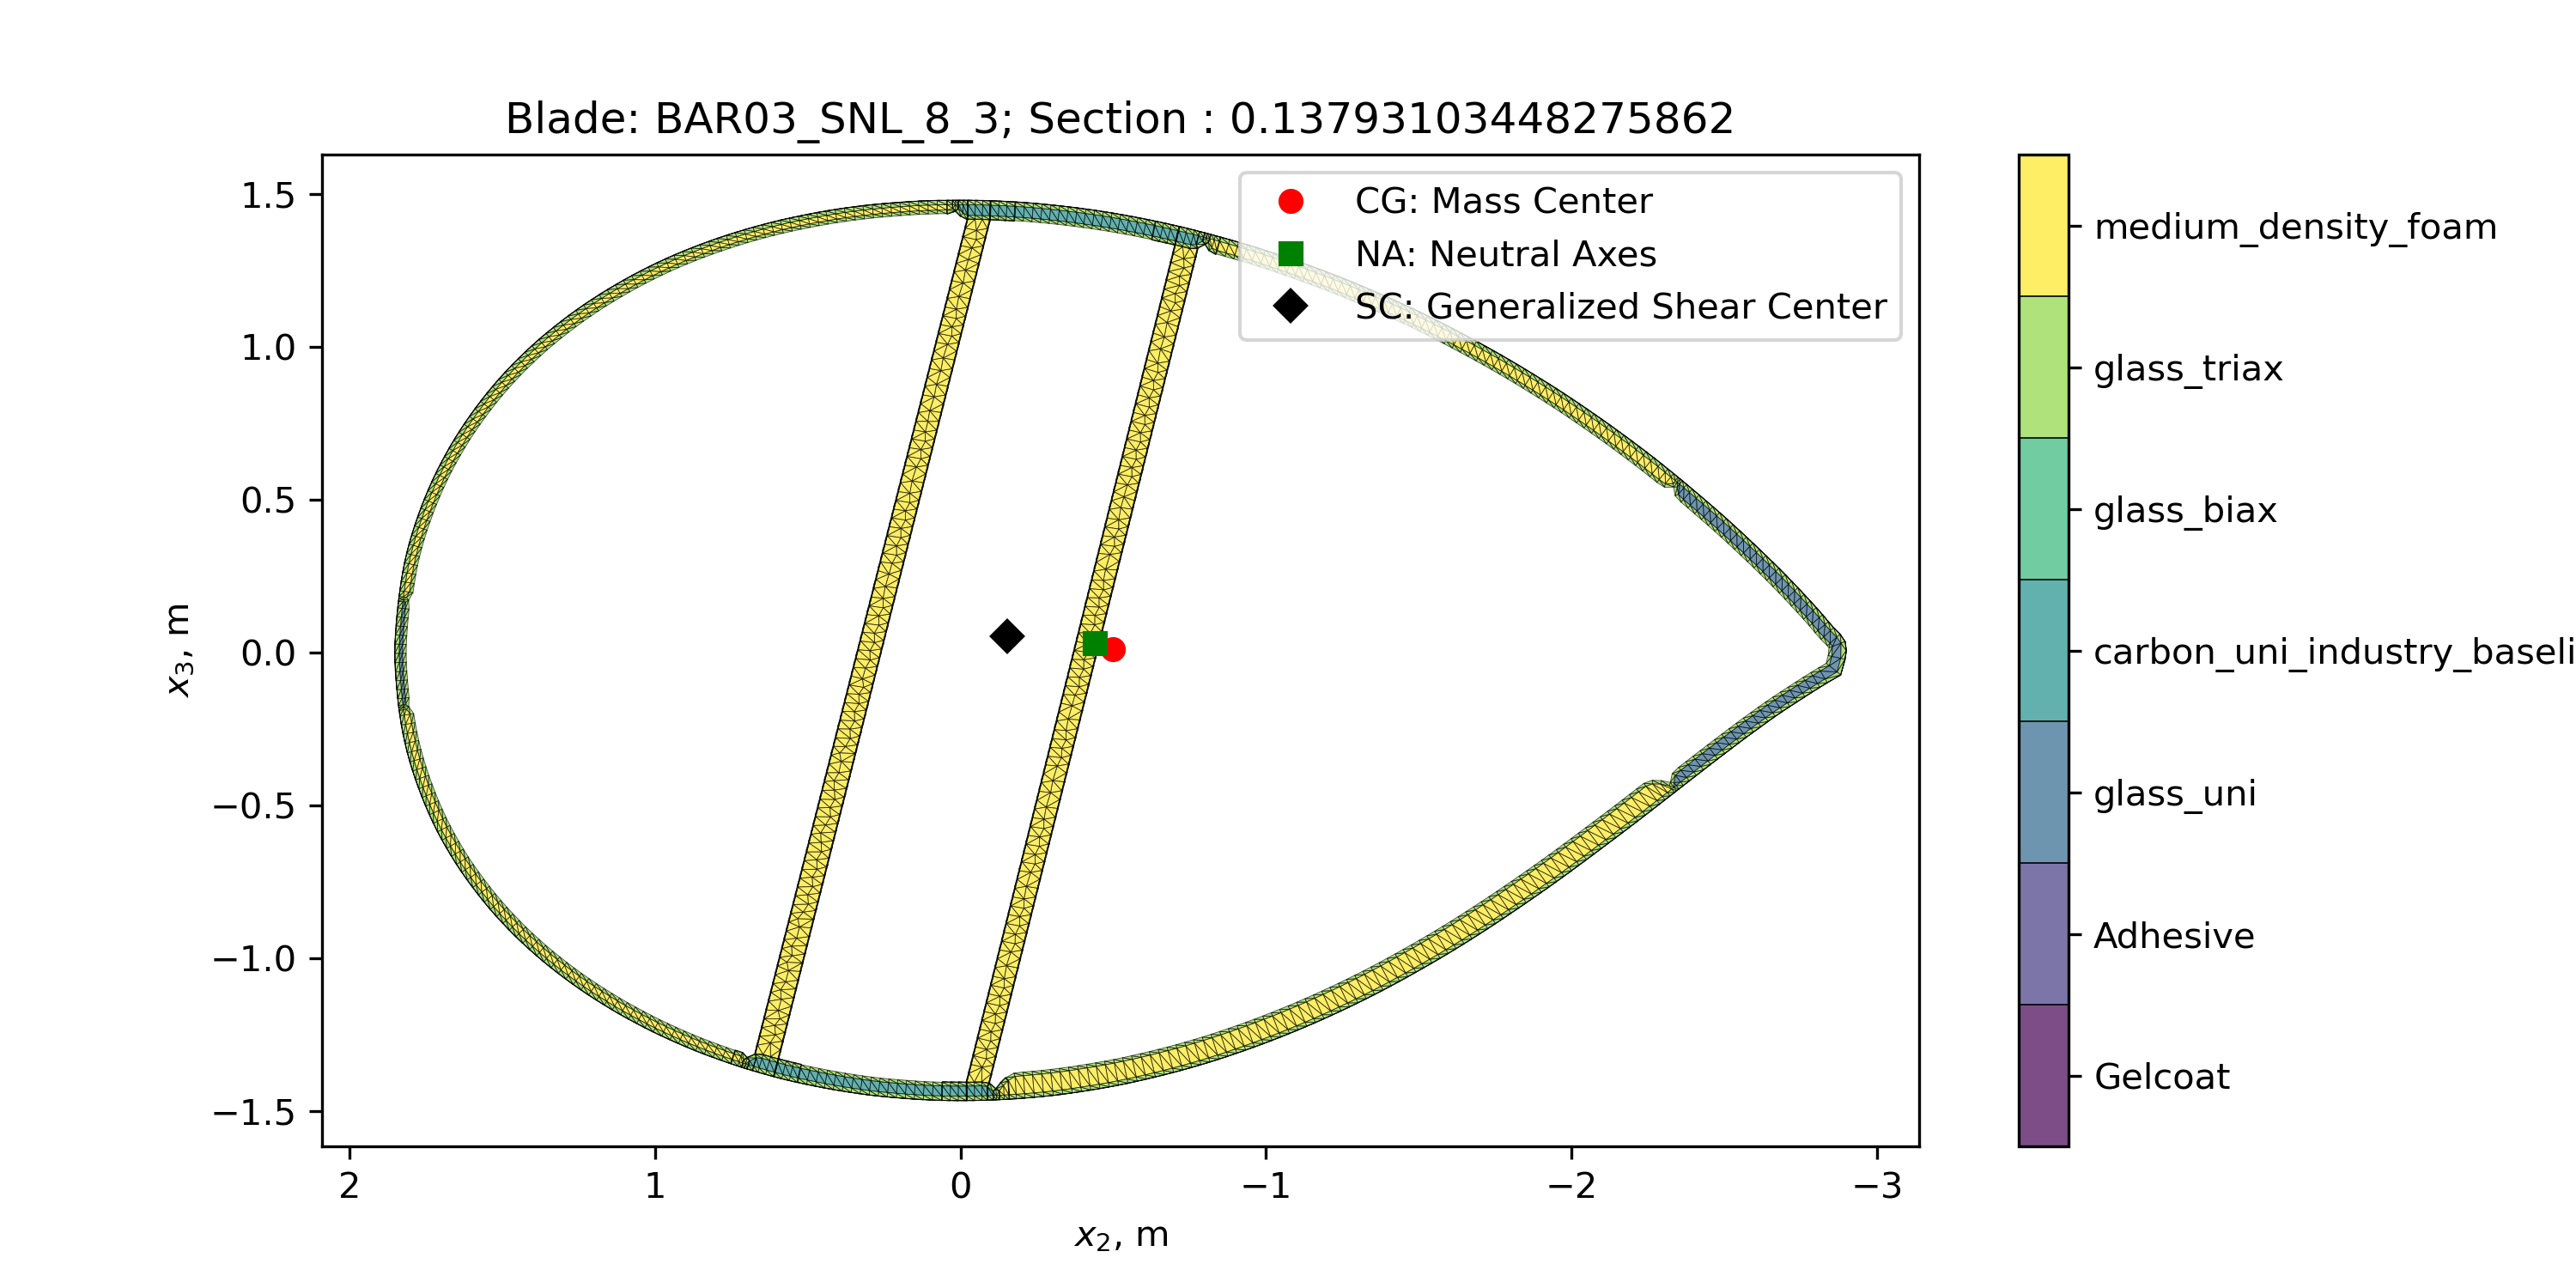 Blade: BAR03_SNL_8_3; Section : 0.13793103448275862
CG: Mass Center
NA: Neutral Axes
SC: Generalized Shear Center
1.5
1.0
0.5
0.0
−0.5
−1.0
−1.5
x3, m
2
1
0
−1
−2
−3
x2, m
medium_density_foam
glass_triax
glass_biax
carbon_uni_industry_baseli
glass_uni
Adhesive
Gelcoat